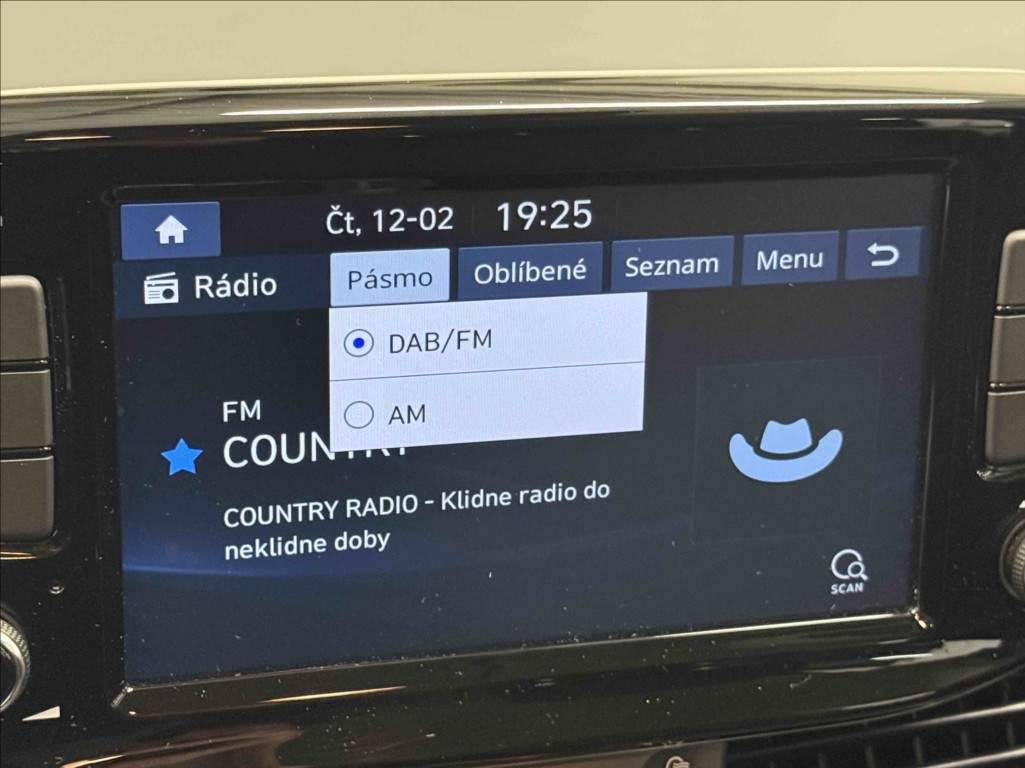 Čt, 12-02 19:25
Rádio Pásmo Oblíbené Seznam Menu
DAB/FM
AM
FM
COUNTRY
COUNTRY RADIO - Klidne radio do
neklidne doby
SCAN